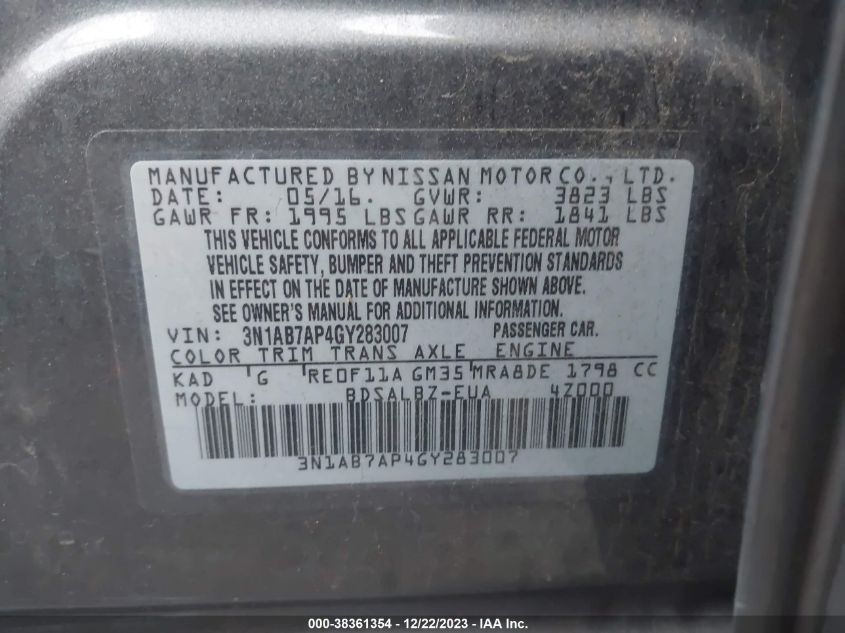 MANUFACTURED BY NISSAN MOTOR CO., LTD.
DATE: 05/16. GVWR: 3823 LBS
GAWR FR: 1995 LBS GAWR RR: 1841 LBS
THIS VEHICLE CONFORMS TO ALL APPLICABLE FEDERAL MOTOR
VEHICLE SAFETY, BUMPER AND THEFT PREVENTION STANDARDS
IN EFFECT ON THE DATE OF MANUFACTURE SHOWN ABOVE.
SEE OWNER'S MANUAL FOR ADDITIONAL INFORMATION.
VIN: 3N1AB7AP4GY283007 PASSENGER CAR.
COLOR TRIM TRANS AXLE ENGINE
KAD G RE0F11A GM35 MRA8DE 1798 CC
MODEL: BDSALBZ-EUA 4Z000
3N1AB7AP4GY283007
000-38361354 - 12/22/2023 - IAA Inc.